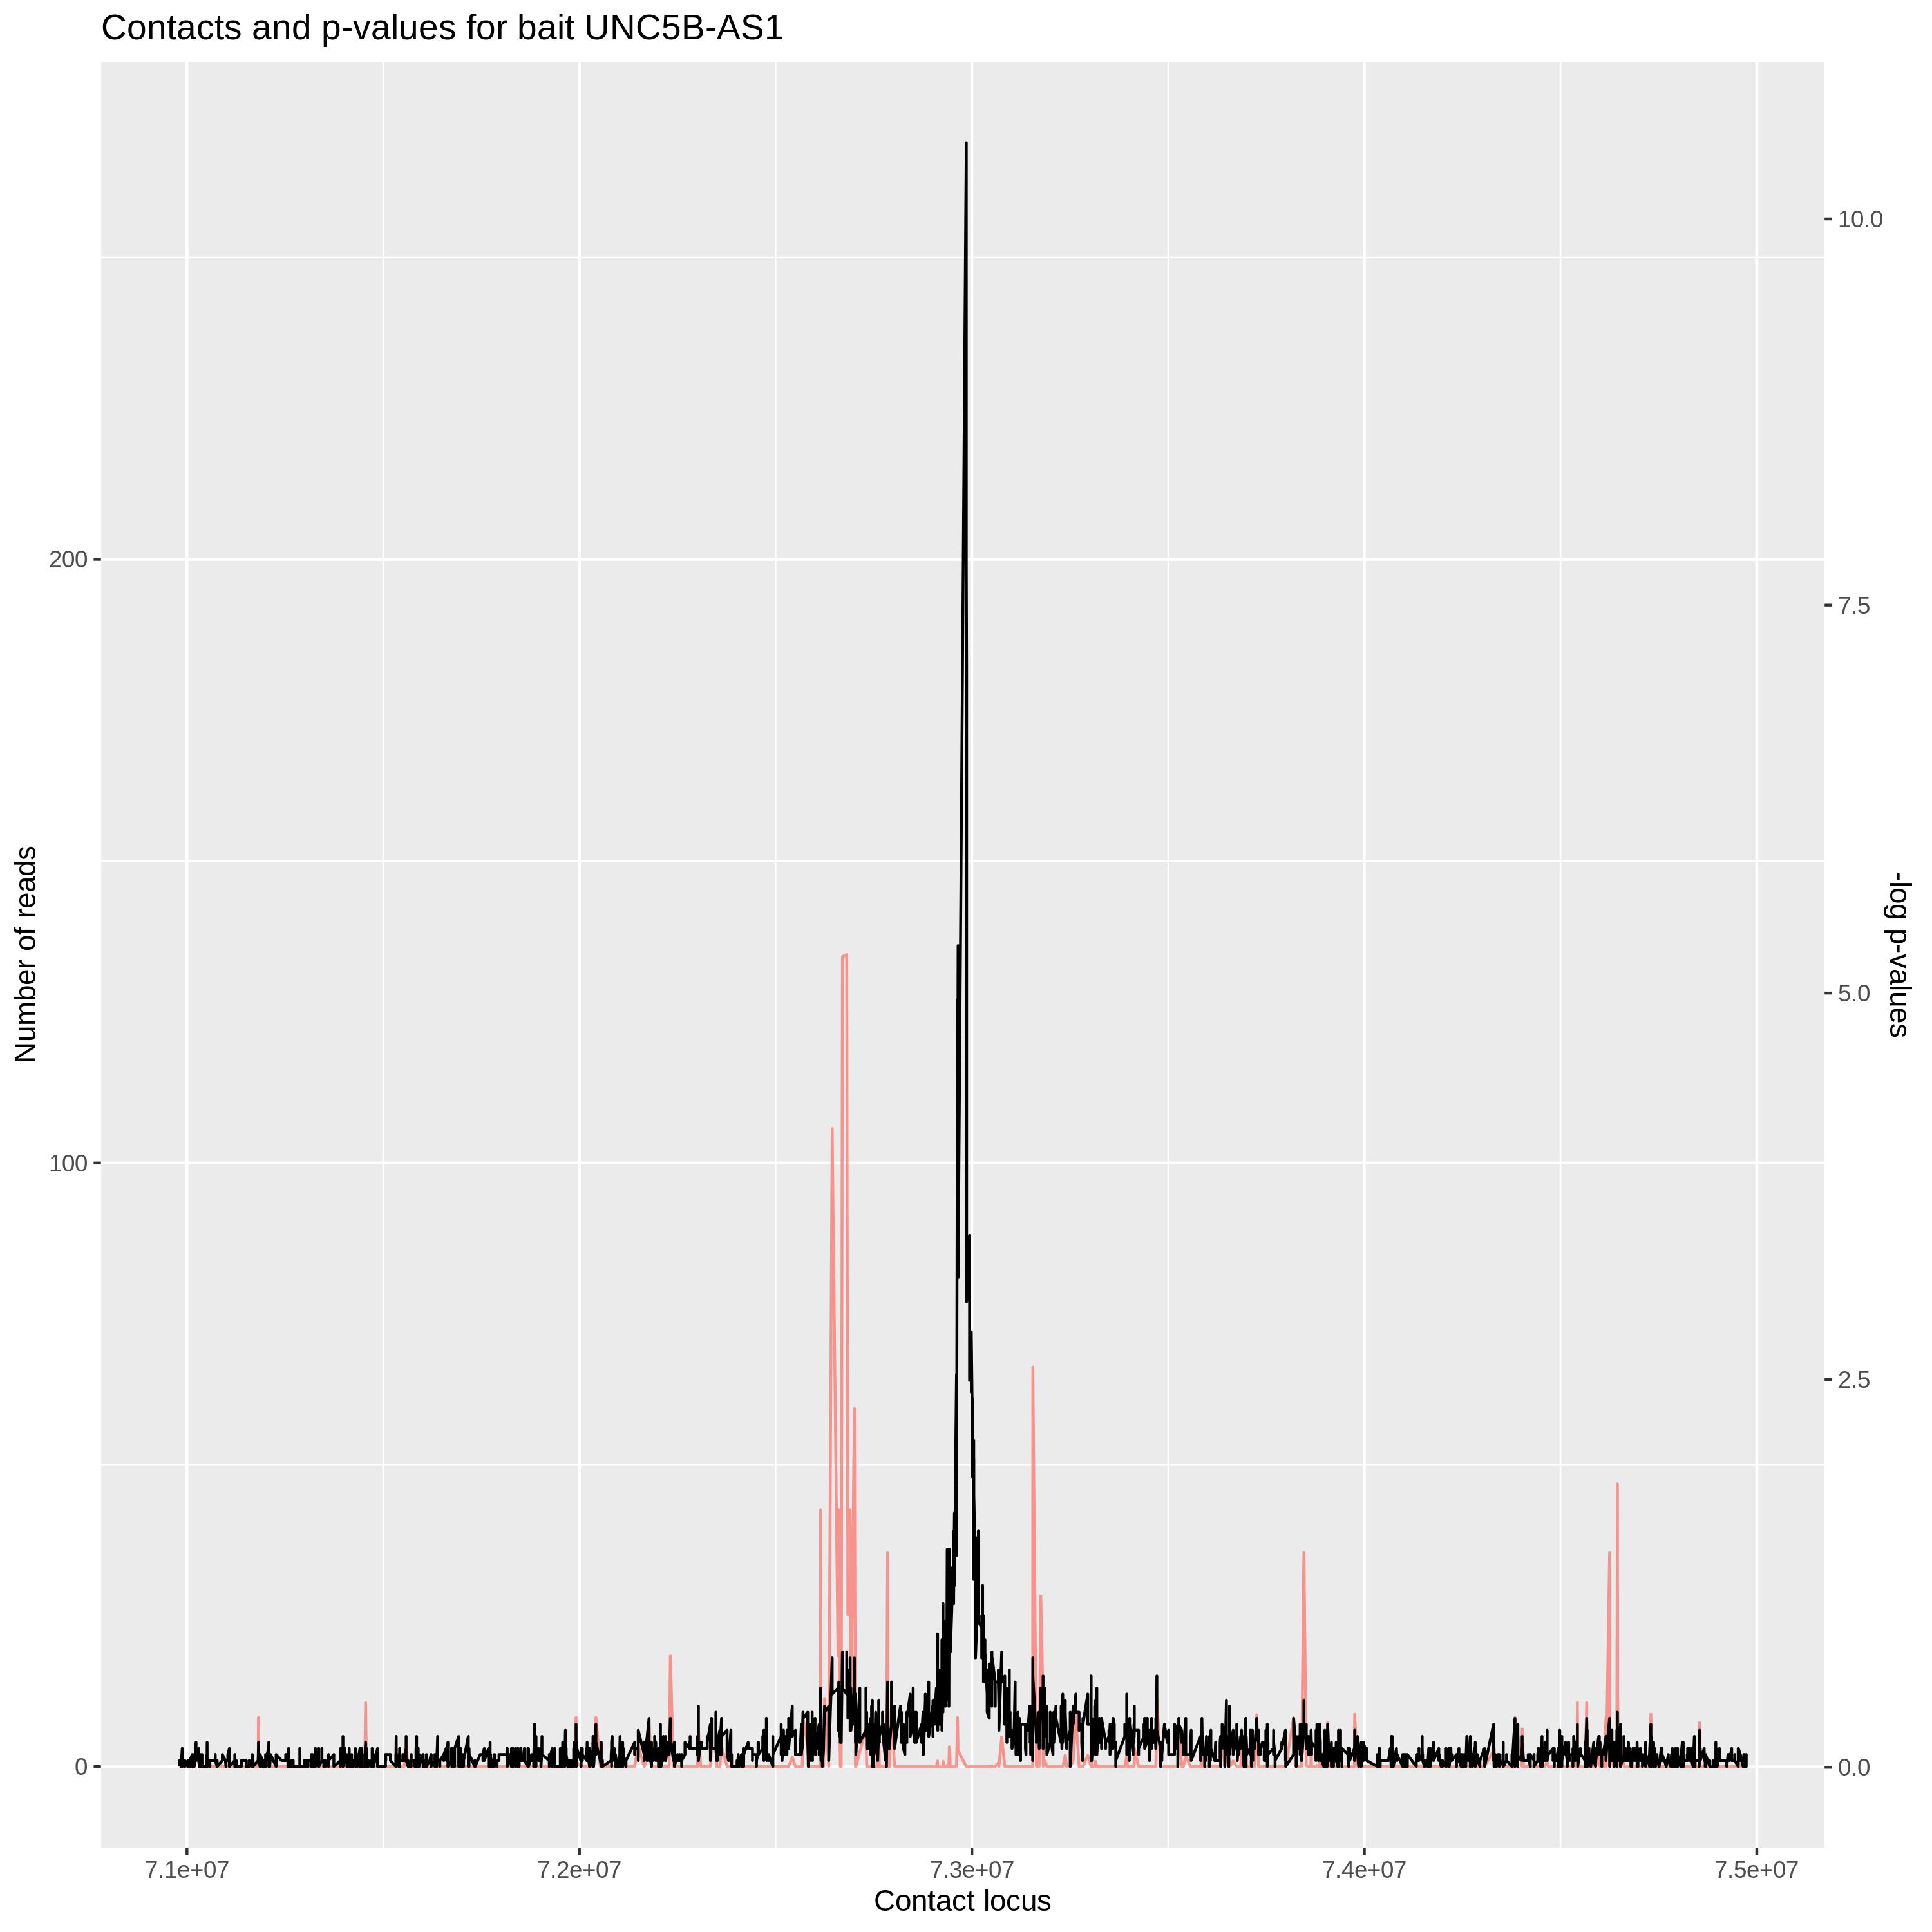 Contacts and p-values for bait UNC5B-AS1
Number of reads
200
100
0
10.0
7.5
5.0
2.5
0.0
-log p-values
7.1e+07
7.2e+07
7.3e+07
7.4e+07
7.5e+07
Contact locus